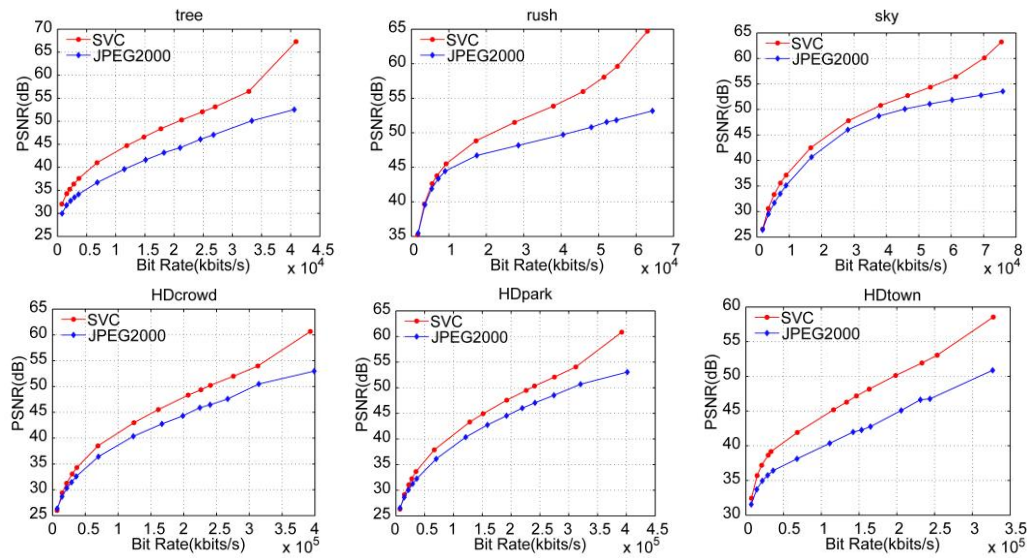 tree
PSNR(dB)
70
65
60
55
50
45
40
35
30
25
SVC
JPEG2000
0 0.5 1 1.5 2 2.5 3 3.5 4 4.5
Bit Rate(kbits/s)
x 10^4
rush
PSNR(dB)
65
60
55
50
45
40
35
SVC
JPEG2000
0 1 2 3 4 5 6 7
Bit Rate(kbits/s)
x 10^4
sky
PSNR(dB)
65
60
55
50
45
40
35
30
25
SVC
JPEG2000
0 1 2 3 4 5 6 7 8
Bit Rate(kbits/s)
x 10^4
HDcrowd
PSNR(dB)
65
60
55
50
45
40
35
30
25
SVC
JPEG2000
0 0.5 1 1.5 2 2.5 3 3.5 4
Bit Rate(kbits/s)
x 10^5
HDpark
PSNR(dB)
65
60
55
50
45
40
35
30
25
SVC
JPEG2000
0 0.5 1 1.5 2 2.5 3 3.5 4 4.5
Bit Rate(kbits/s)
x 10^5
HDtown
PSNR(dB)
60
55
50
45
40
35
30
SVC
JPEG2000
0 0.5 1 1.5 2 2.5 3 3.5
Bit Rate(kbits/s)
x 10^5